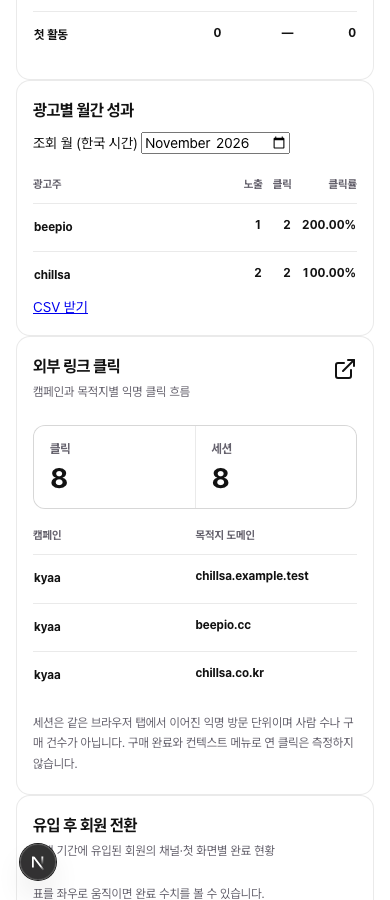 첫 활동 0 — 0
광고별 월간 성과
조회 월 (한국 시간) November 2026
광고주 노출 클릭 클릭률
beepio 1 2 200.00%
chillsa 2 2 100.00%
CSV 받기
외부 링크 클릭
캠페인과 목적지별 익명 클릭 흐름
클릭 세션
8 8
캠페인 목적지 도메인
kyaa chillsa.example.test
kyaa beepio.cc
kyaa chillsa.co.kr
세션은 같은 브라우저 탭에서 이어진 익명 방문 단위이며 사람 수나 구
매 건수가 아닙니다. 구매 완료와 컨텍스트 메뉴로 연 클릭은 측정하지
않습니다.
유입 후 회원 전환
기간에 유입된 회원의 채널·첫 화면별 완료 현황
N
표를 좌우로 움직이면 완료 수치를 볼 수 있습니다.